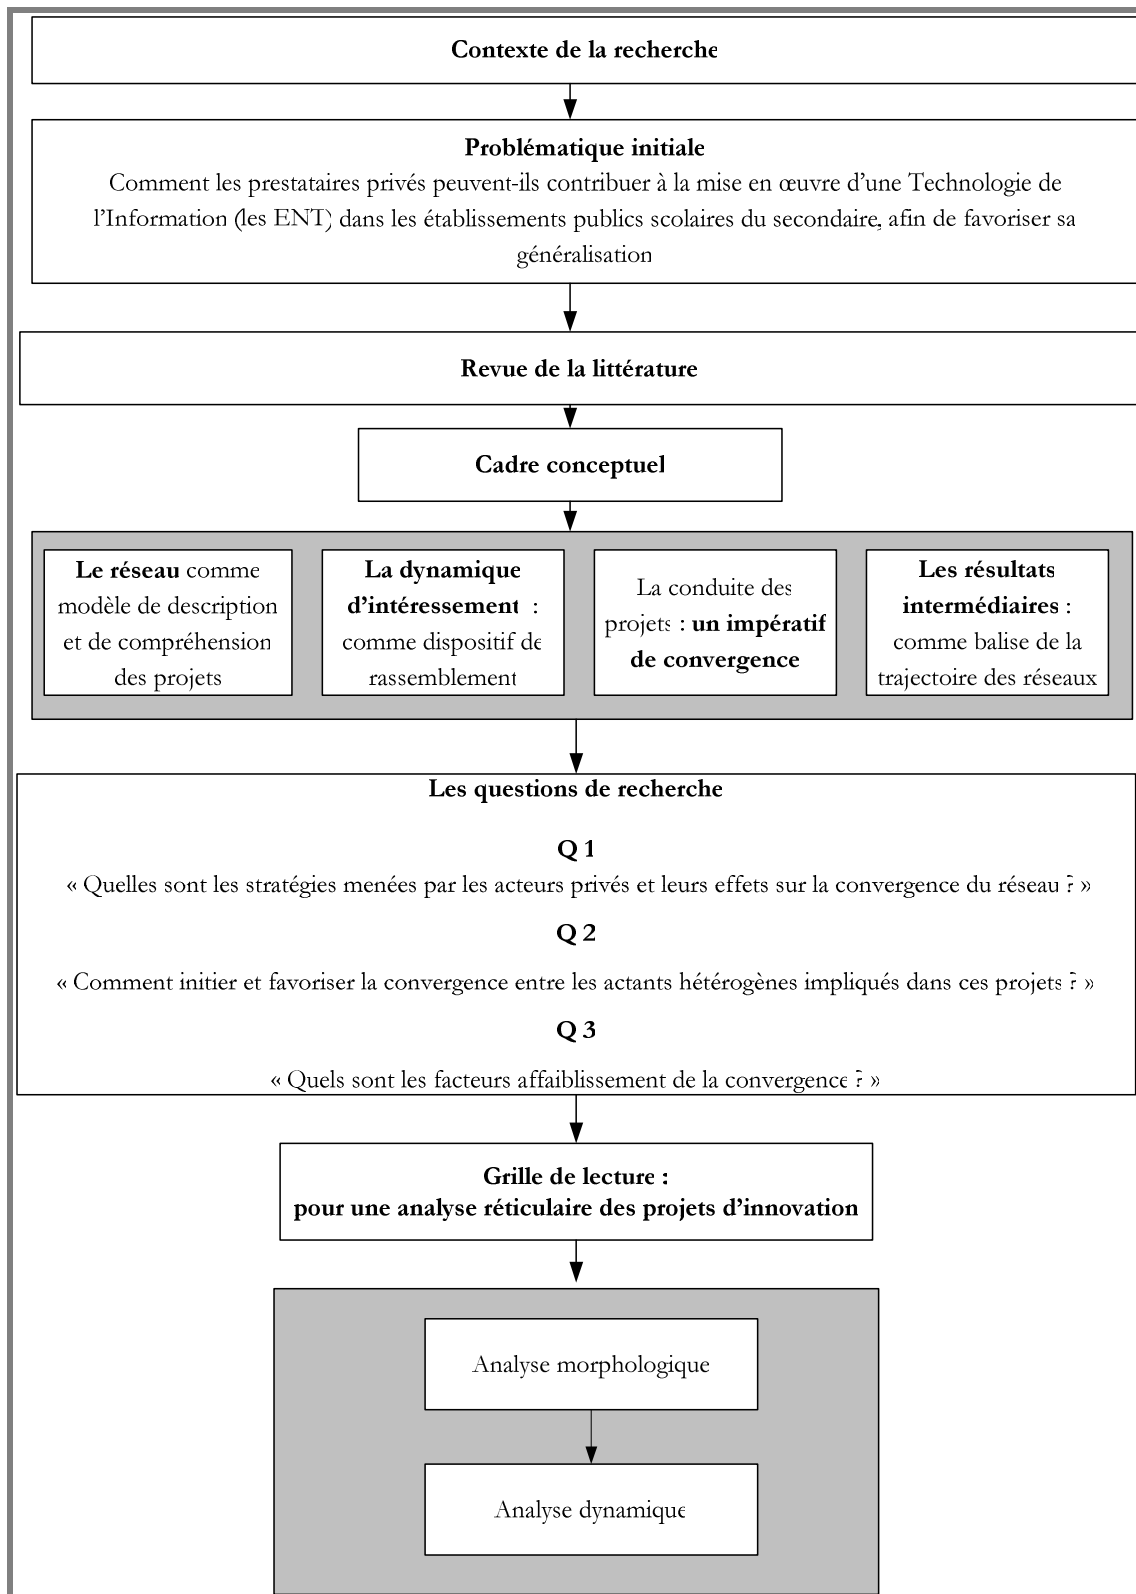 Contexte de la recherche
Problématique initiale
Comment les prestataires privés peuvent-ils contribuer à la mise en œuvre d'une Technologie de
l'Information (les ENT) dans les établissements publics scolaires du secondaire, afin de favoriser sa
généralisation
Revue de la littérature
Cadre conceptuel
Le réseau comme
modèle de description
et de compréhension
des projets
La dynamique
d'intéressement :
comme dispositif de
rassemblement
La conduite des
projets : un impératif
de convergence
Les résultats
intermédiaires :
comme balise de la
trajectoire des réseaux
Les questions de recherche
Q 1
« Quelles sont les stratégies menées par les acteurs privés et leurs effets sur la convergence du réseau ? »
Q 2
« Comment initier et favoriser la convergence entre les actants hétérogènes impliqués dans ces projets ? »
Q 3
« Quels sont les facteurs affaiblissement de la convergence ? »
Grille de lecture :
pour une analyse réticulaire des projets d'innovation
Analyse morphologique
Analyse dynamique